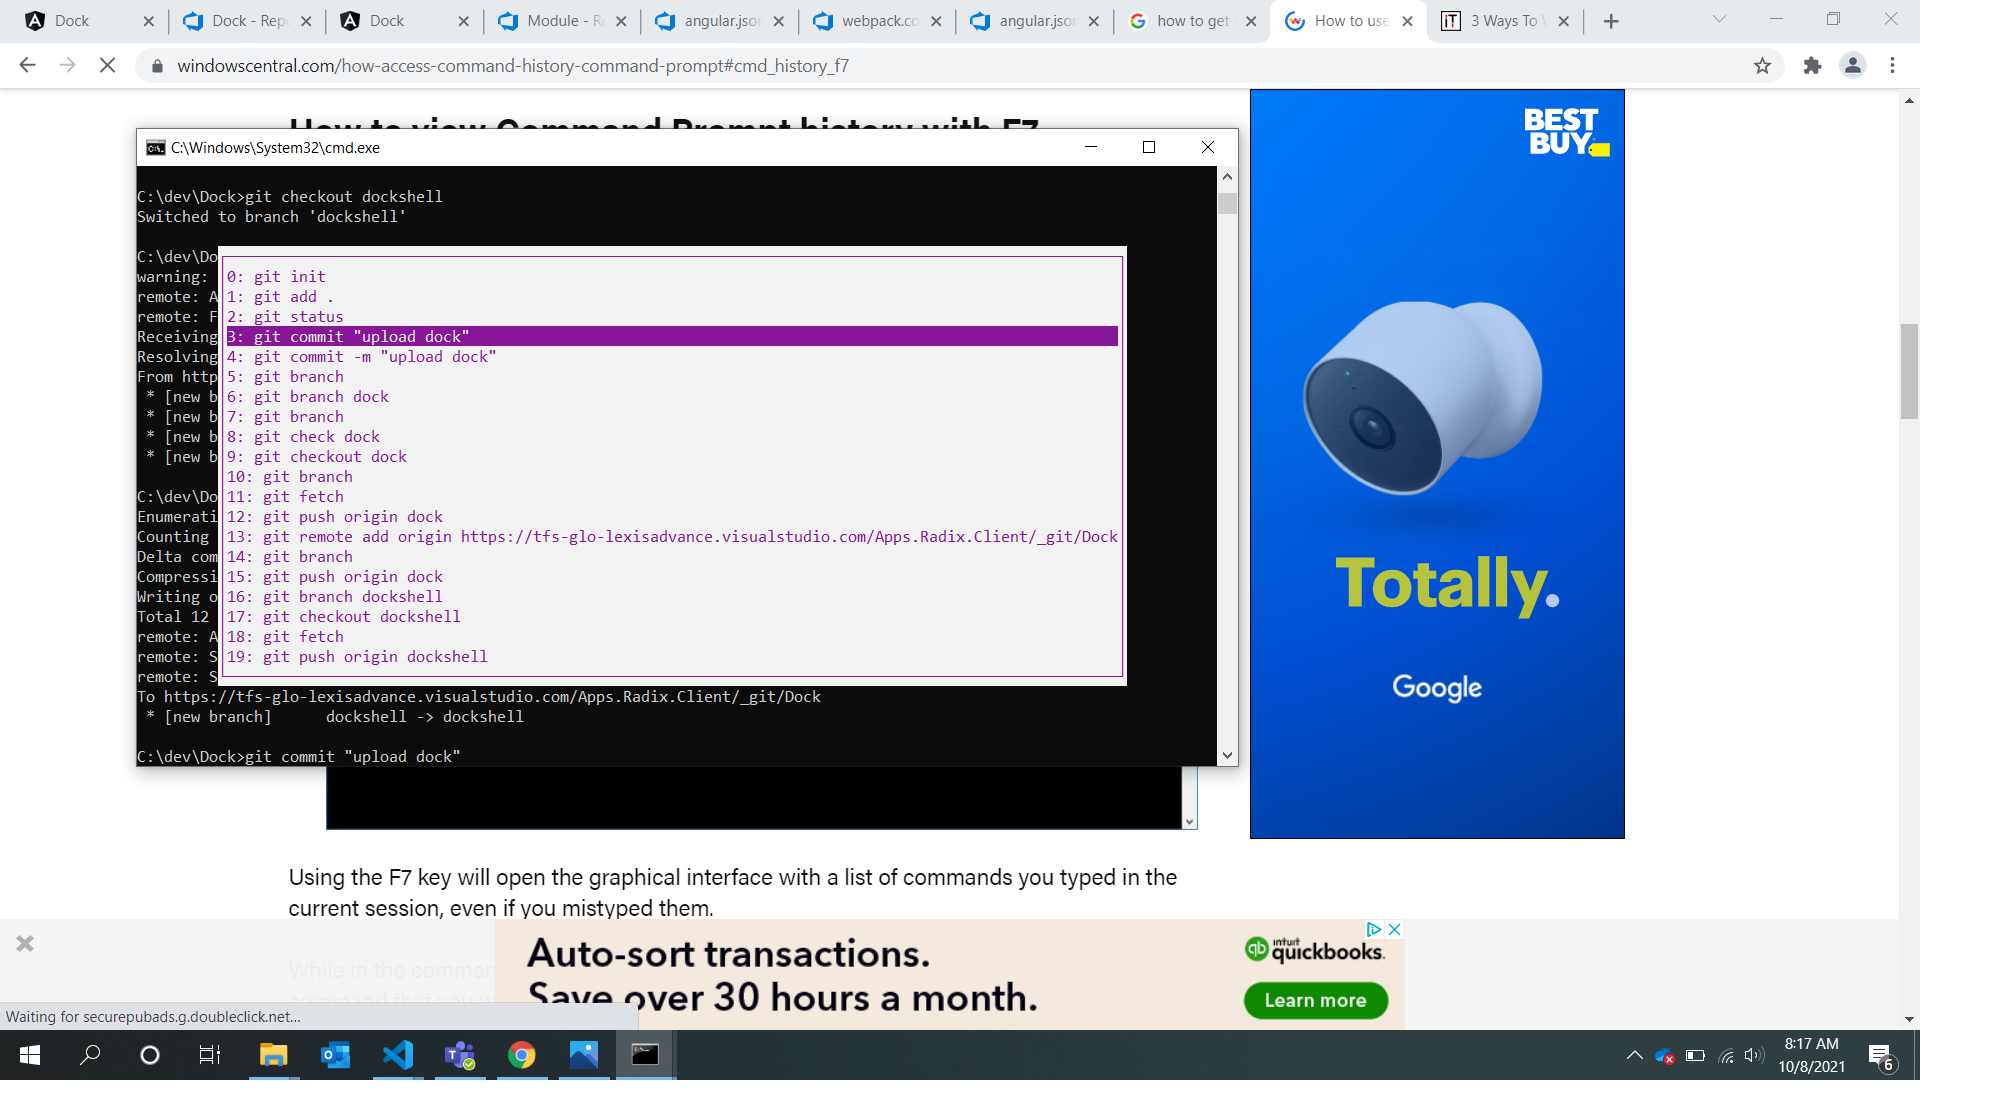 Dock
Dock - Repo
Dock
Module - Re
angular.json
webpack.co
angular.json
how to get
How to use
3 Ways To
windowscentral.com/how-access-command-history-command-prompt#cmd_history_f7
How to view Command Prompt history with F7
C:\Windows\System32\cmd.exe
C:\dev\Dock>git checkout dockshell
Switched to branch 'dockshell'
C:\dev\Do
warning:
remote: A
remote: F
Receiving
Resolving
From http
* [new b
* [new b
* [new b
* [new b
C:\dev\Do
Enumerati
Counting
Delta com
Compressi
Writing o
Total 12
remote: A
remote: S
remote: S
0: git init
1: git add .
2: git status
3: git commit "upload dock"
4: git commit -m "upload dock"
5: git branch
6: git branch dock
7: git branch
8: git check dock
9: git checkout dock
10: git branch
11: git fetch
12: git push origin dock
13: git remote add origin https://tfs-glo-lexisadvance.visualstudio.com/Apps.Radix.Client/_git/Dock
14: git branch
15: git push origin dock
16: git branch dockshell
17: git checkout dockshell
18: git fetch
19: git push origin dockshell
To https://tfs-glo-lexisadvance.visualstudio.com/Apps.Radix.Client/_git/Dock
* [new branch] dockshell -> dockshell
C:\dev\Dock>git commit "upload dock"
BEST
BUY
Totally.
Google
Using the F7 key will open the graphical interface with a list of commands you typed in the
current session, even if you mistyped them.
While in the comman
command that you w
Auto-sort transactions.
Save over 30 hours a month.
intuit
quickbooks.
Learn more
Waiting for securepubads.g.doubleclick.net...
8:17 AM
10/8/2021
6